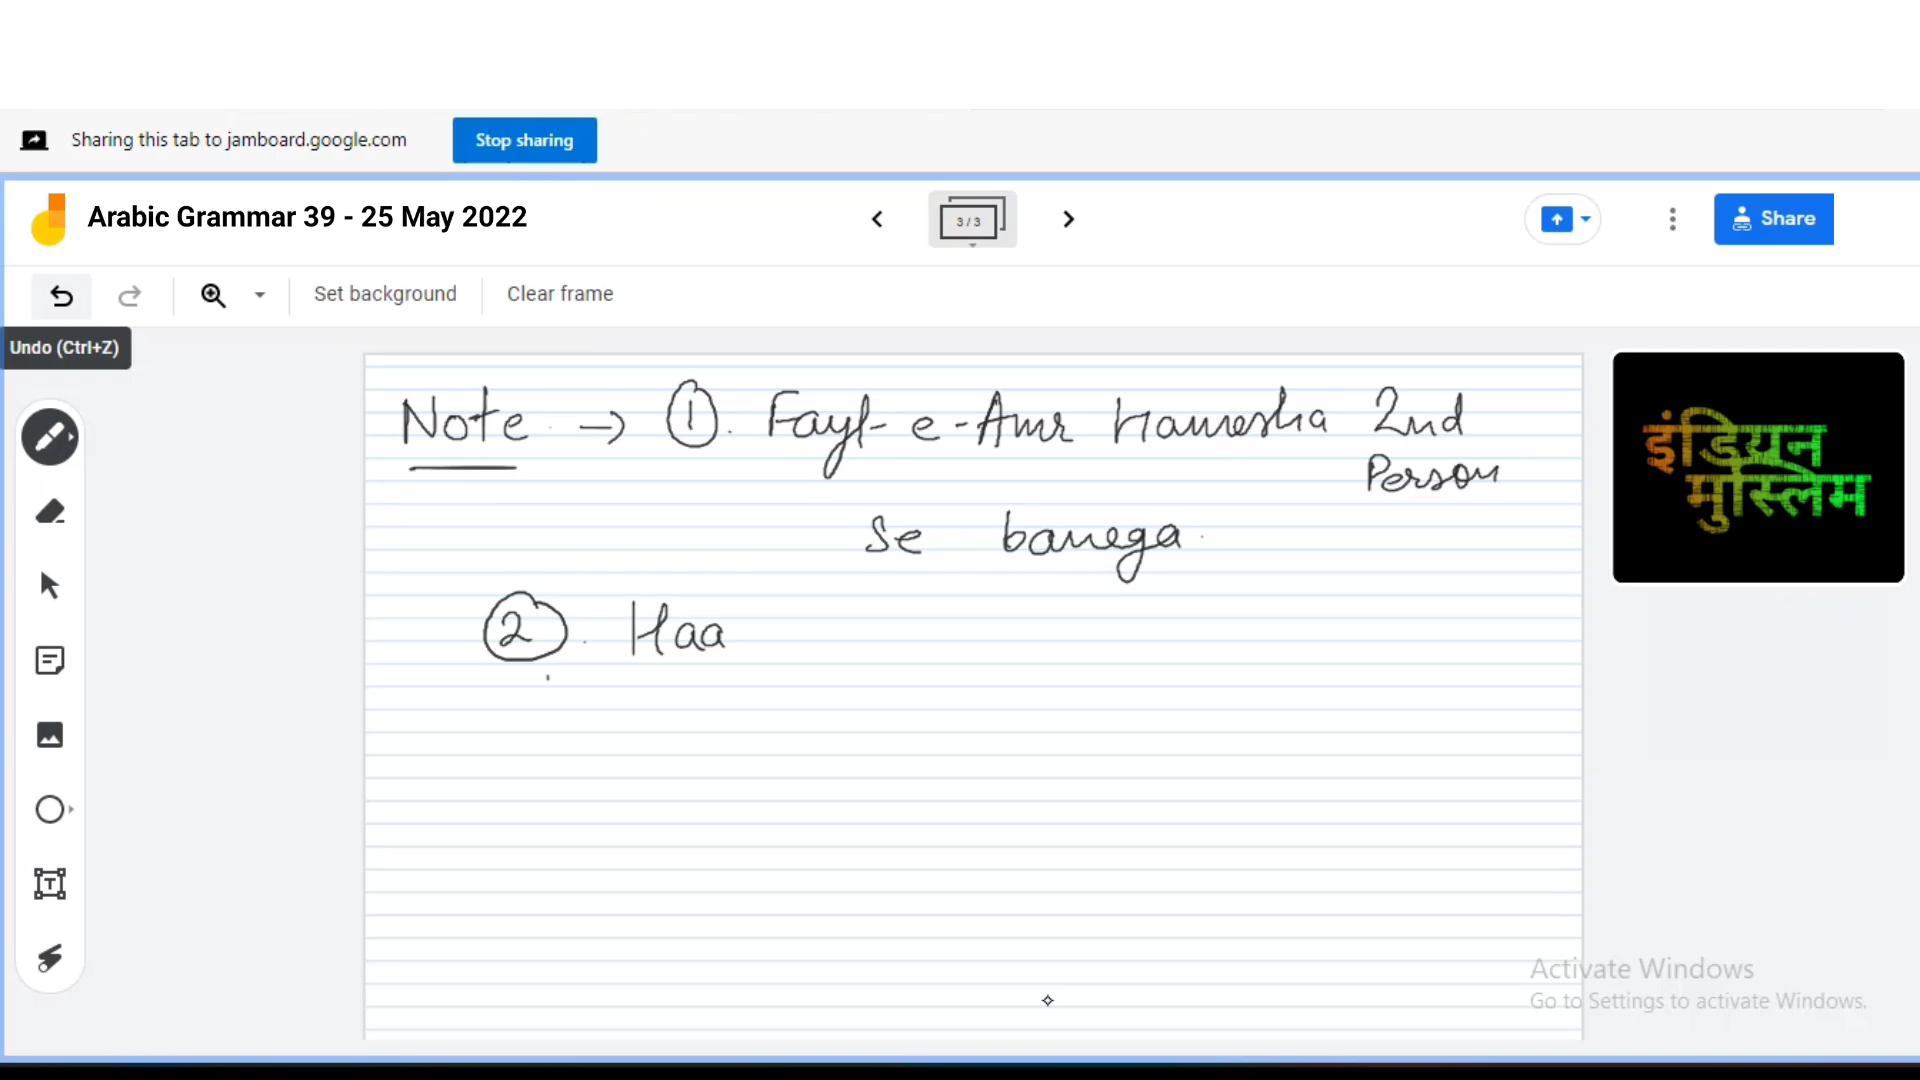 Sharing this tab to jamboard.google.com
Stop sharing
Arabic Grammar 39 - 25 May 2022
3 / 3
Share
Set background
Clear frame
Undo (Ctrl+Z)
Note → ①. Fayl-e-Amr Hamesha 2nd
Person
se banega
②. Haa
इंडियन
मुस्लिम
T
Activate Windows
Go to Settings to activate Windows.